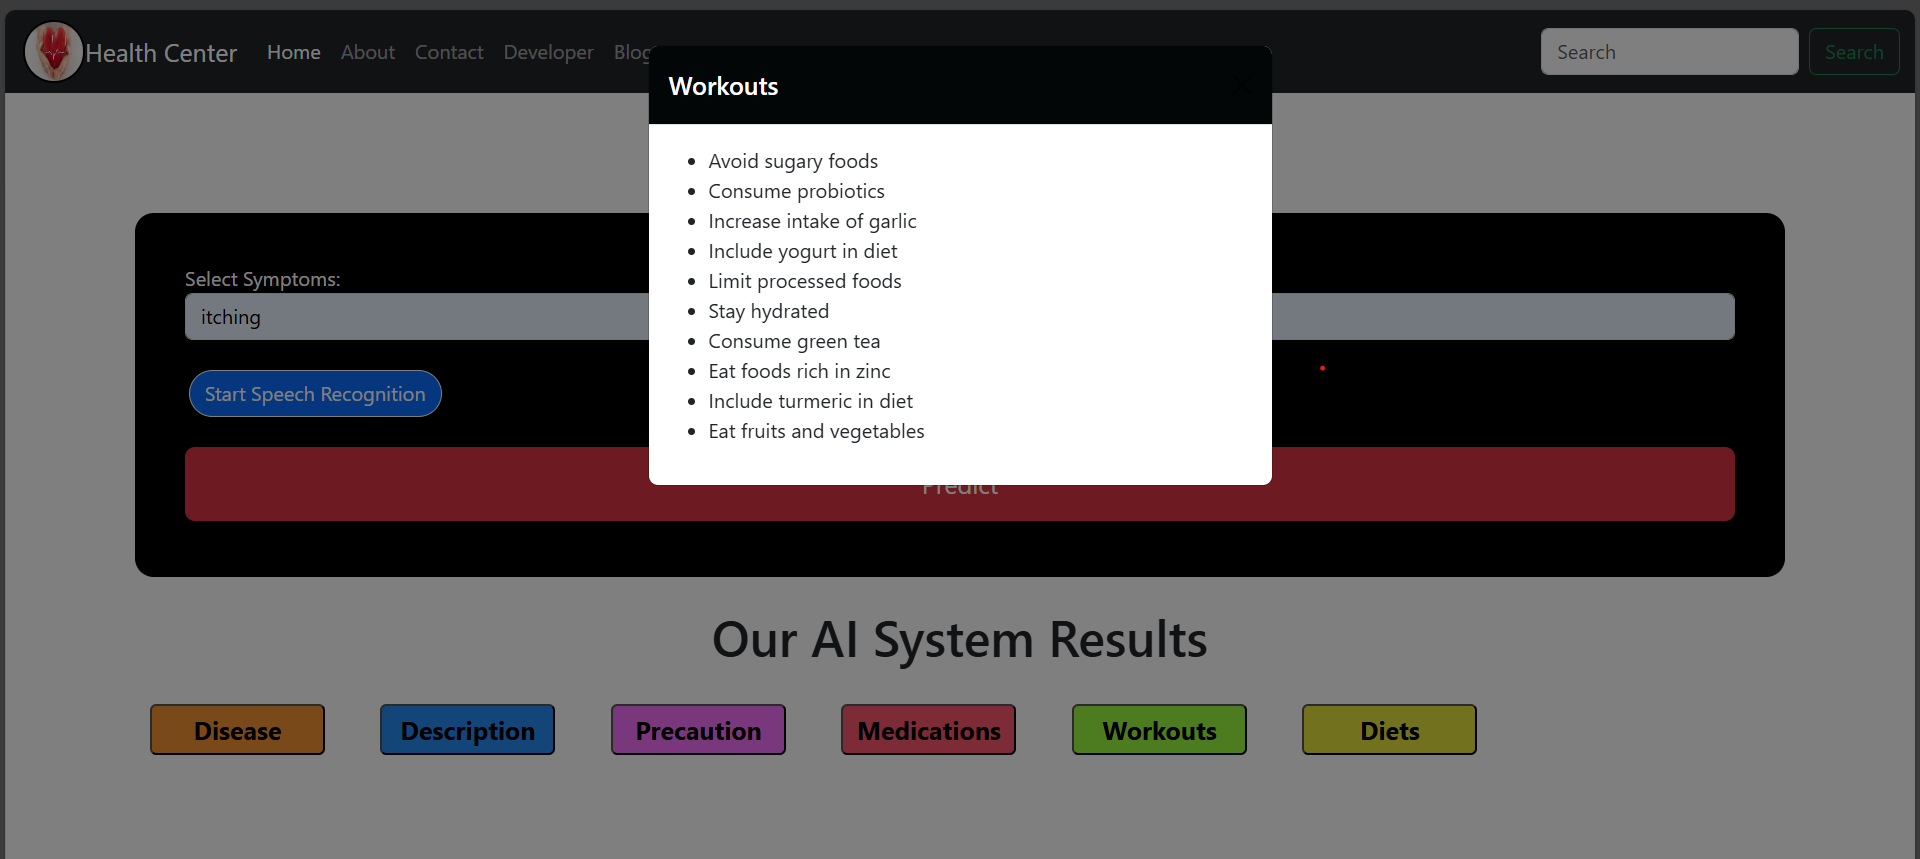 Health Center Home About Contact Developer Blog Search Search
Workouts
Avoid sugary foods
Consume probiotics
Increase intake of garlic
Include yogurt in diet
Limit processed foods
Stay hydrated
Consume green tea
Eat foods rich in zinc
Include turmeric in diet
Eat fruits and vegetables
Select Symptoms:
itching
Start Speech Recognition
Predict
Our AI System Results
Disease Description Precaution Medications Workouts Diets